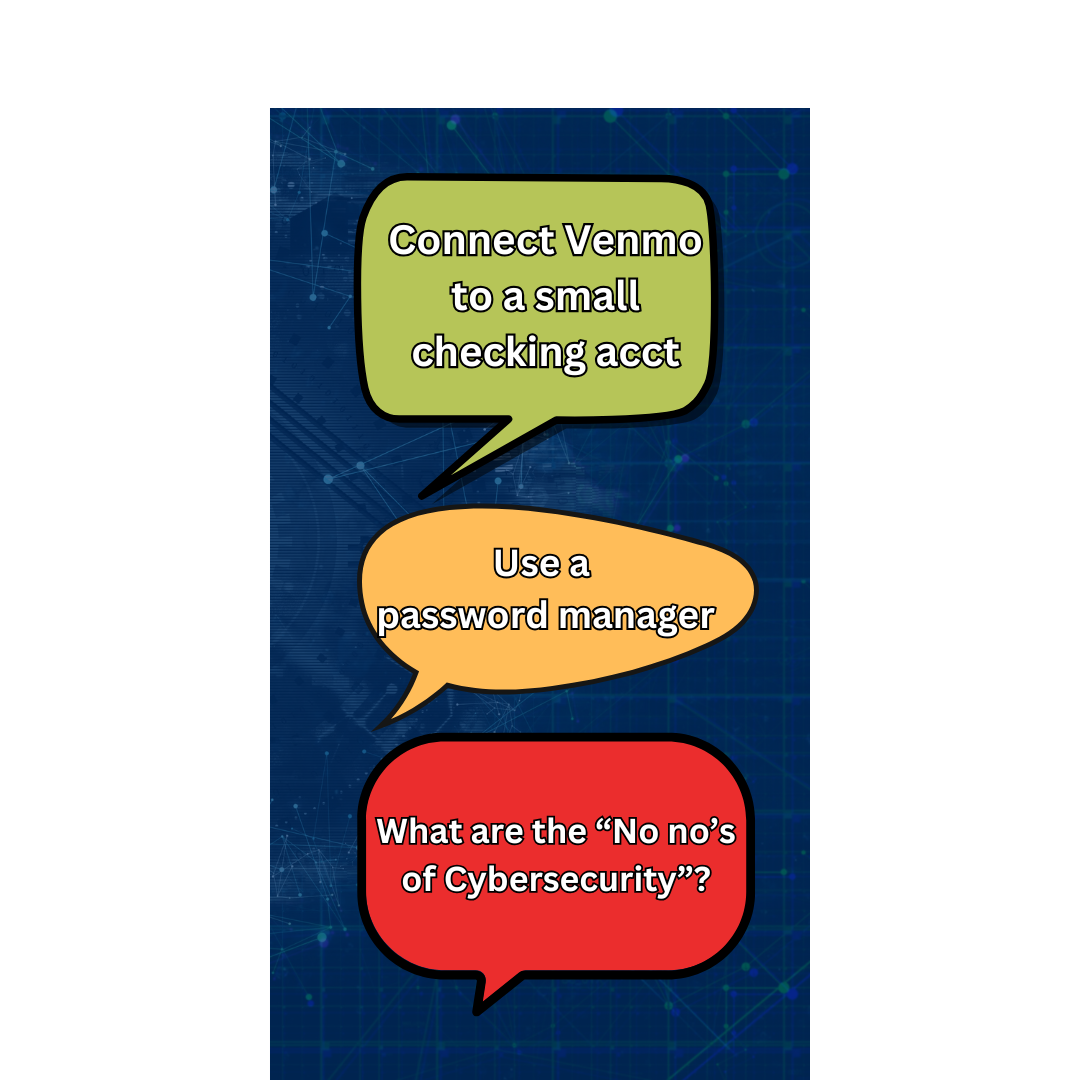 Connect Venmo
to a small
checking acct
Use a
password manager
What are the “No no’s
of Cybersecurity”?